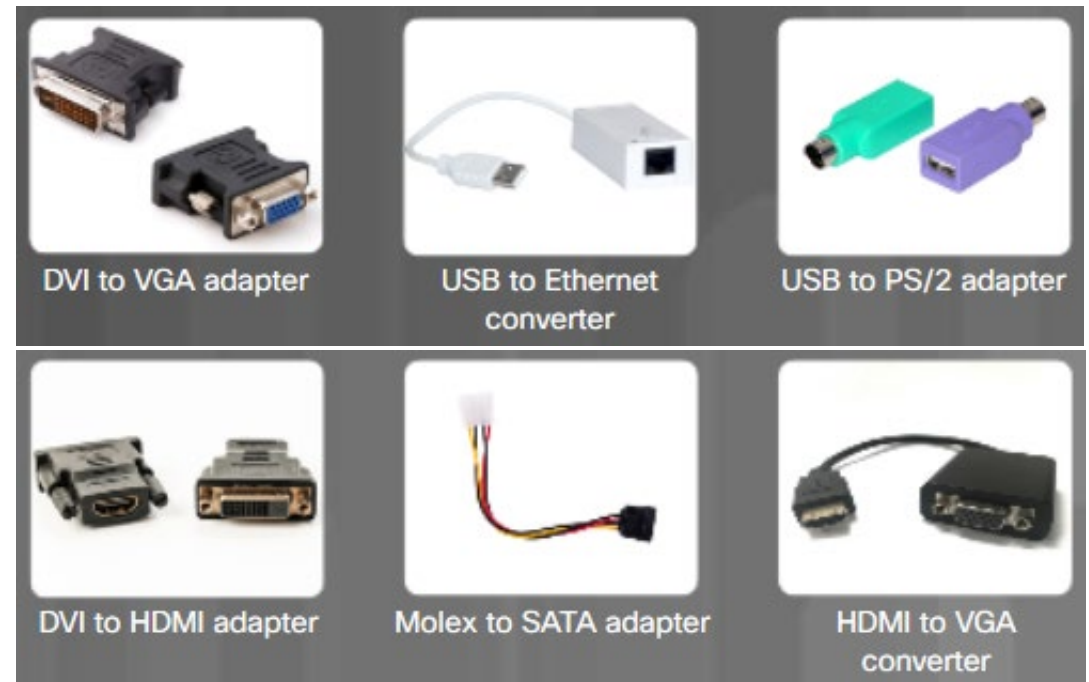 DVI to VGA adapter
USB to Ethernet
converter
USB to PS/2 adapter
DVI to HDMI adapter
Molex to SATA adapter
HDMI to VGA
converter